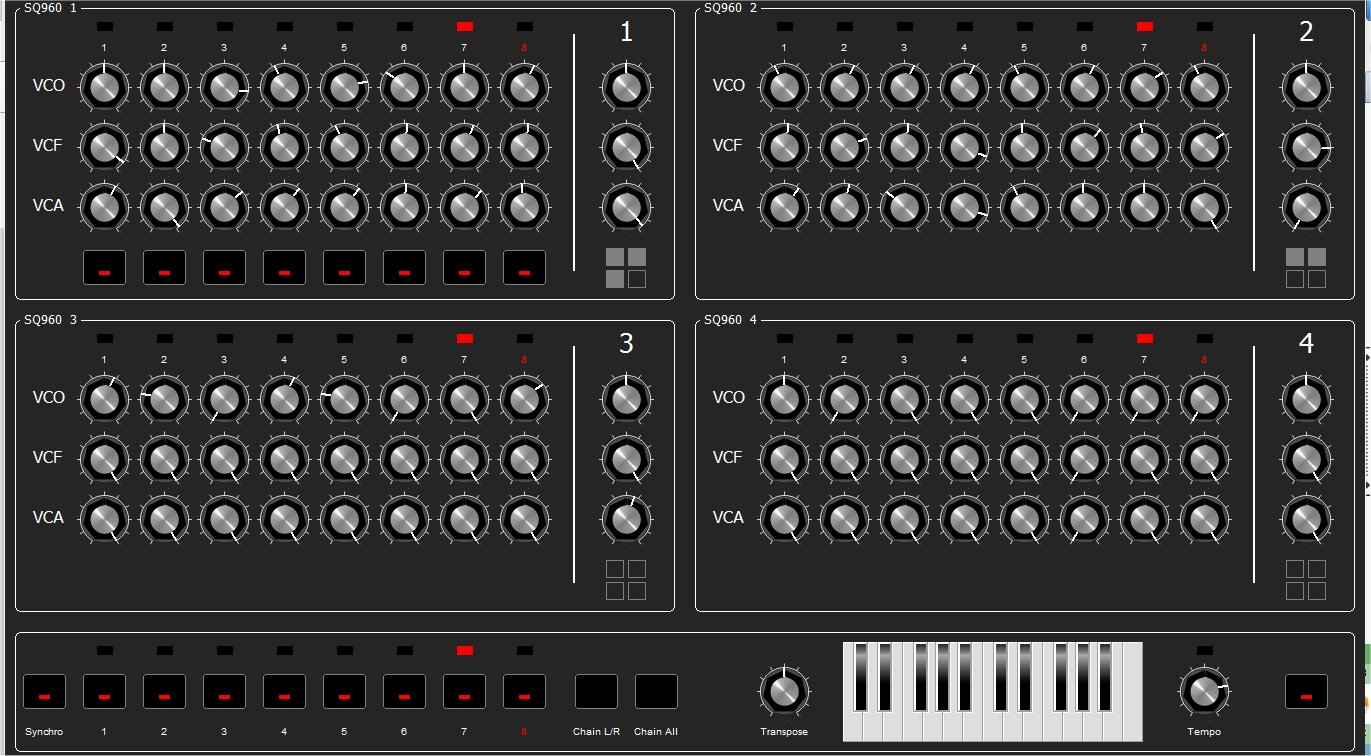 SQ960 1
1
1 2 3 4 5 6 7 8
VCO
VCF
VCA
SQ960 2
2
1 2 3 4 5 6 7 8
VCO
VCF
VCA
SQ960 3
3
1 2 3 4 5 6 7 8
VCO
VCF
VCA
SQ960 4
4
1 2 3 4 5 6 7 8
VCO
VCF
VCA
Synchro 1 2 3 4 5 6 7 8 Chain L/R Chain All Transpose Tempo